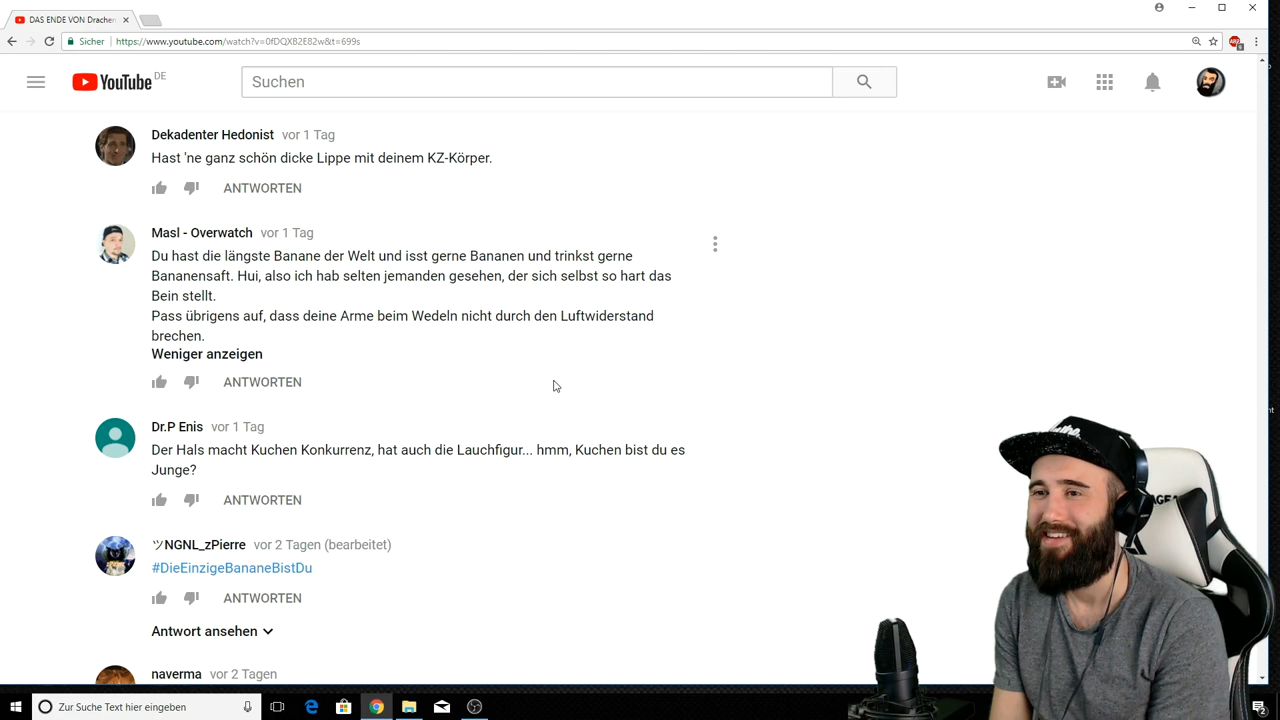 DAS ENDE VON Drachen
Sicher
https://www.youtube.com/watch?v=0fDQXB2E82w&t=699s
YouTube DE
Suchen
Dekadenter Hedonist vor 1 Tag
Hast 'ne ganz schön dicke Lippe mit deinem KZ-Körper.
ANTWORTEN
Masl - Overwatch vor 1 Tag
Du hast die längste Banane der Welt und isst gerne Bananen und trinkst gerne
Bananensaft. Hui, also ich hab selten jemanden gesehen, der sich selbst so hart das
Bein stellt.
Pass übrigens auf, dass deine Arme beim Wedeln nicht durch den Luftwiderstand
brechen.
Weniger anzeigen
ANTWORTEN
Dr.P Enis vor 1 Tag
Der Hals macht Kuchen Konkurrenz, hat auch die Lauchfigur... hmm, Kuchen bist du es
Junge?
ANTWORTEN
ツNGNL_zPierre vor 2 Tagen (bearbeitet)
#DieEinzigeBananeBistDu
ANTWORTEN
Antwort ansehen
naverma vor 2 Tagen
Zur Suche Text hier eingeben